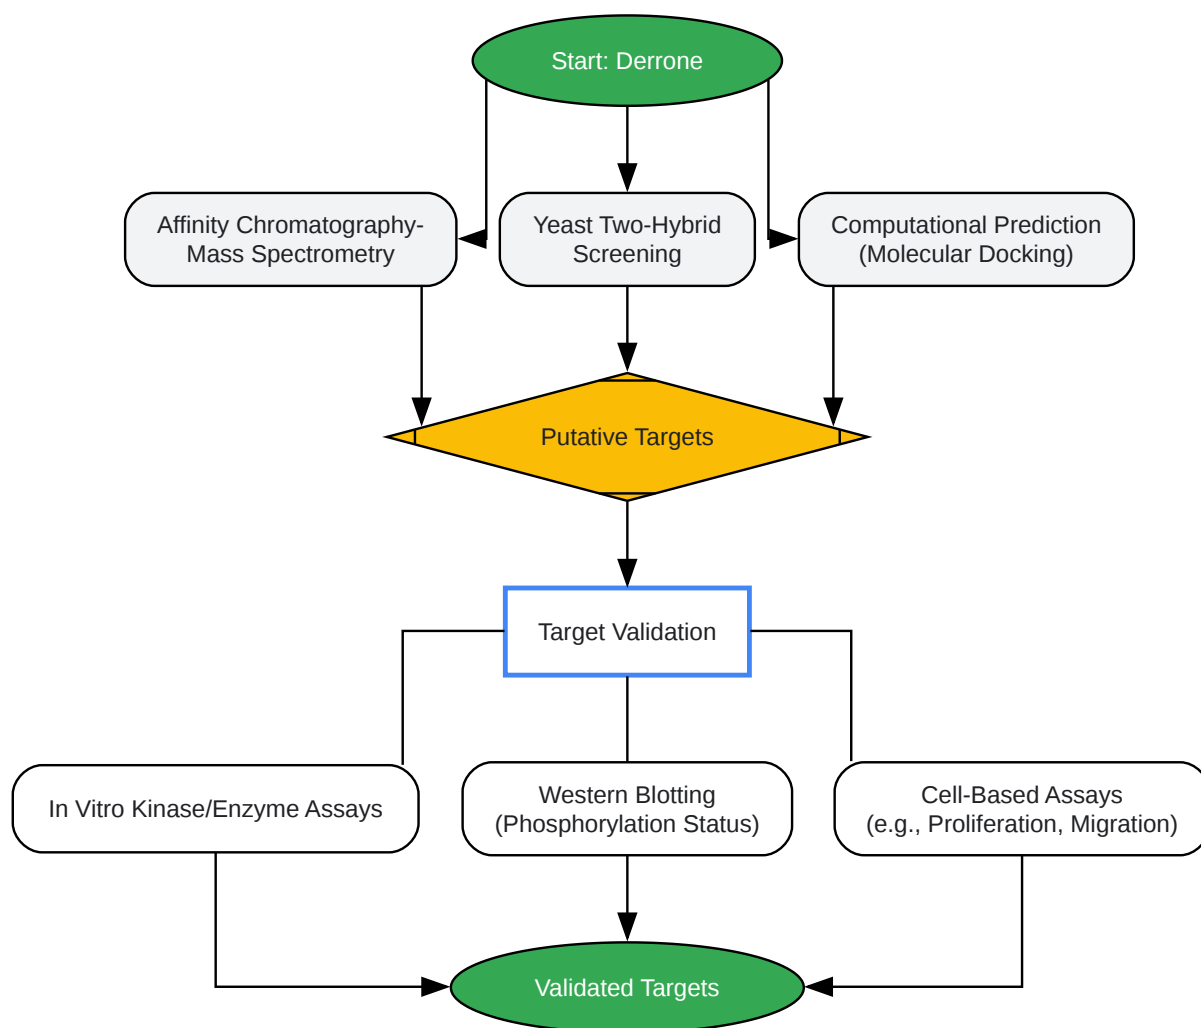 Start: Derrone
Affinity Chromatography-
Mass Spectrometry
Yeast Two-Hybrid
Screening
Computational Prediction
(Molecular Docking)
Putative Targets
Target Validation
In Vitro Kinase/Enzyme Assays
Western Blotting
(Phosphorylation Status)
Cell-Based Assays
(e.g., Proliferation, Migration)
Validated Targets